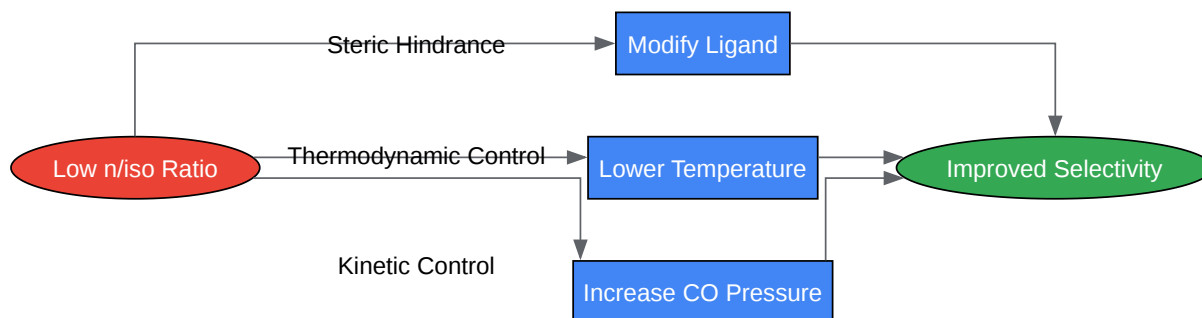 Steric Hindrance
Modify Ligand
Low n/iso Ratio
Thermodynamic Control
Lower Temperature
Improved Selectivity
Kinetic Control
Increase CO Pressure